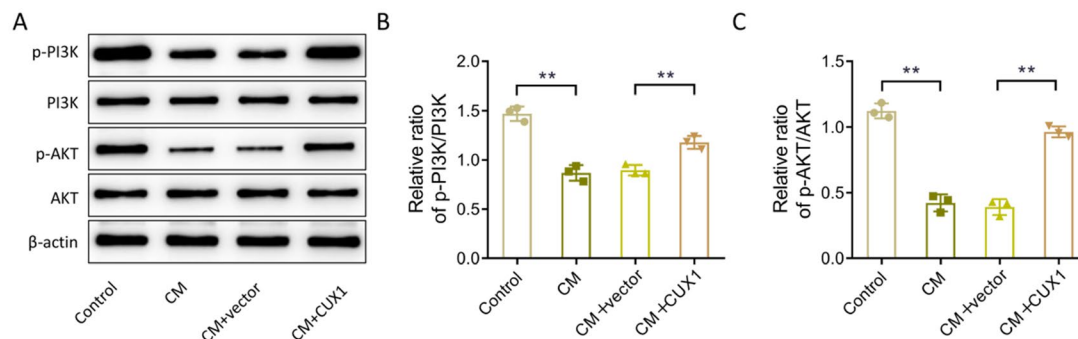 A
p-PI3K
PI3K
p-AKT
AKT
β-actin
Control
CM
CM+vector
CM+CUX1
B
Relative ratio
of p-PI3K/PI3K
2.0
1.5
1.0
0.5
0.0
**
**
Control
CM
CM+vector
CM+CUX1
C
Relative ratio
of p-AKT/AKT
1.5
1.0
0.5
0.0
**
**
Control
CM
CM+vector
CM+CUX1